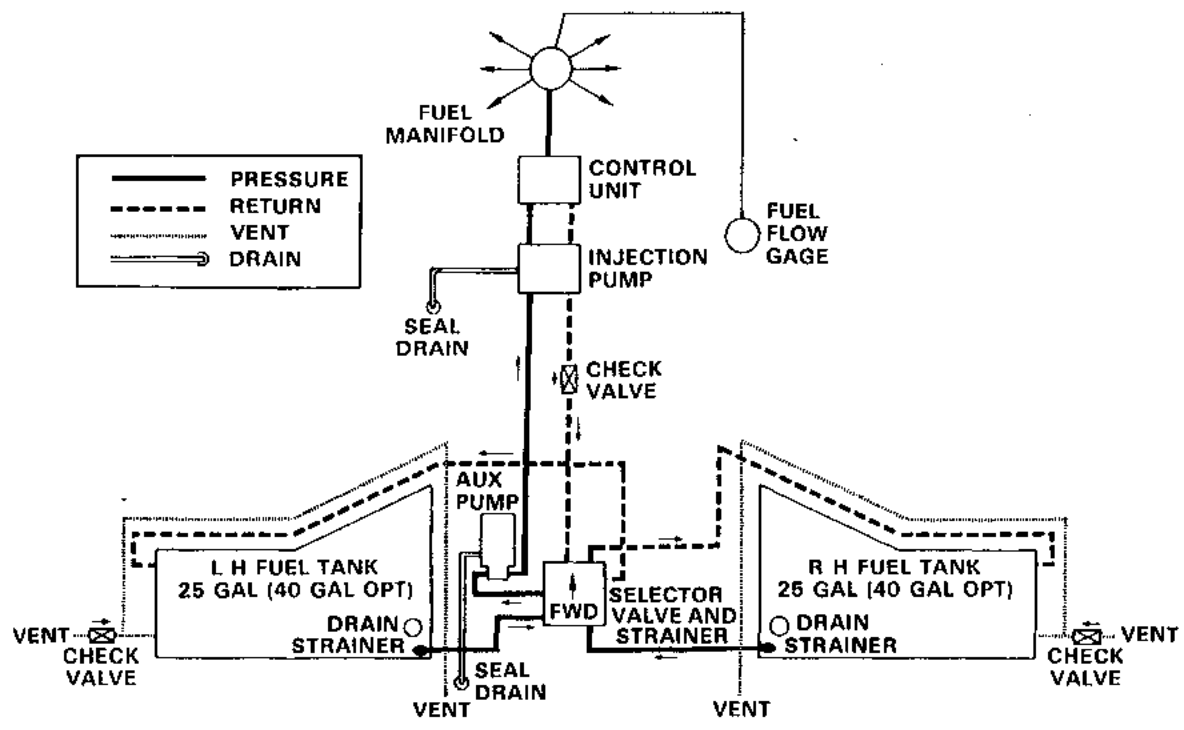 FUEL
MANIFOLD
CONTROL
UNIT
PRESSURE
RETURN
VENT
DRAIN
FUEL
FLOW
GAGE
INJECTION
PUMP
SEAL
DRAIN
CHECK
VALVE
AUX
PUMP
L H FUEL TANK
25 GAL (40 GAL OPT)
R H FUEL TANK
25 GAL (40 GAL OPT)
FWD
SELECTOR
VALVE AND
STRAINER
DRAIN
STRAINER
DRAIN
STRAINER
VENT
CHECK
VALVE
VENT
CHECK
VALVE
SEAL
DRAIN
VENT
VENT